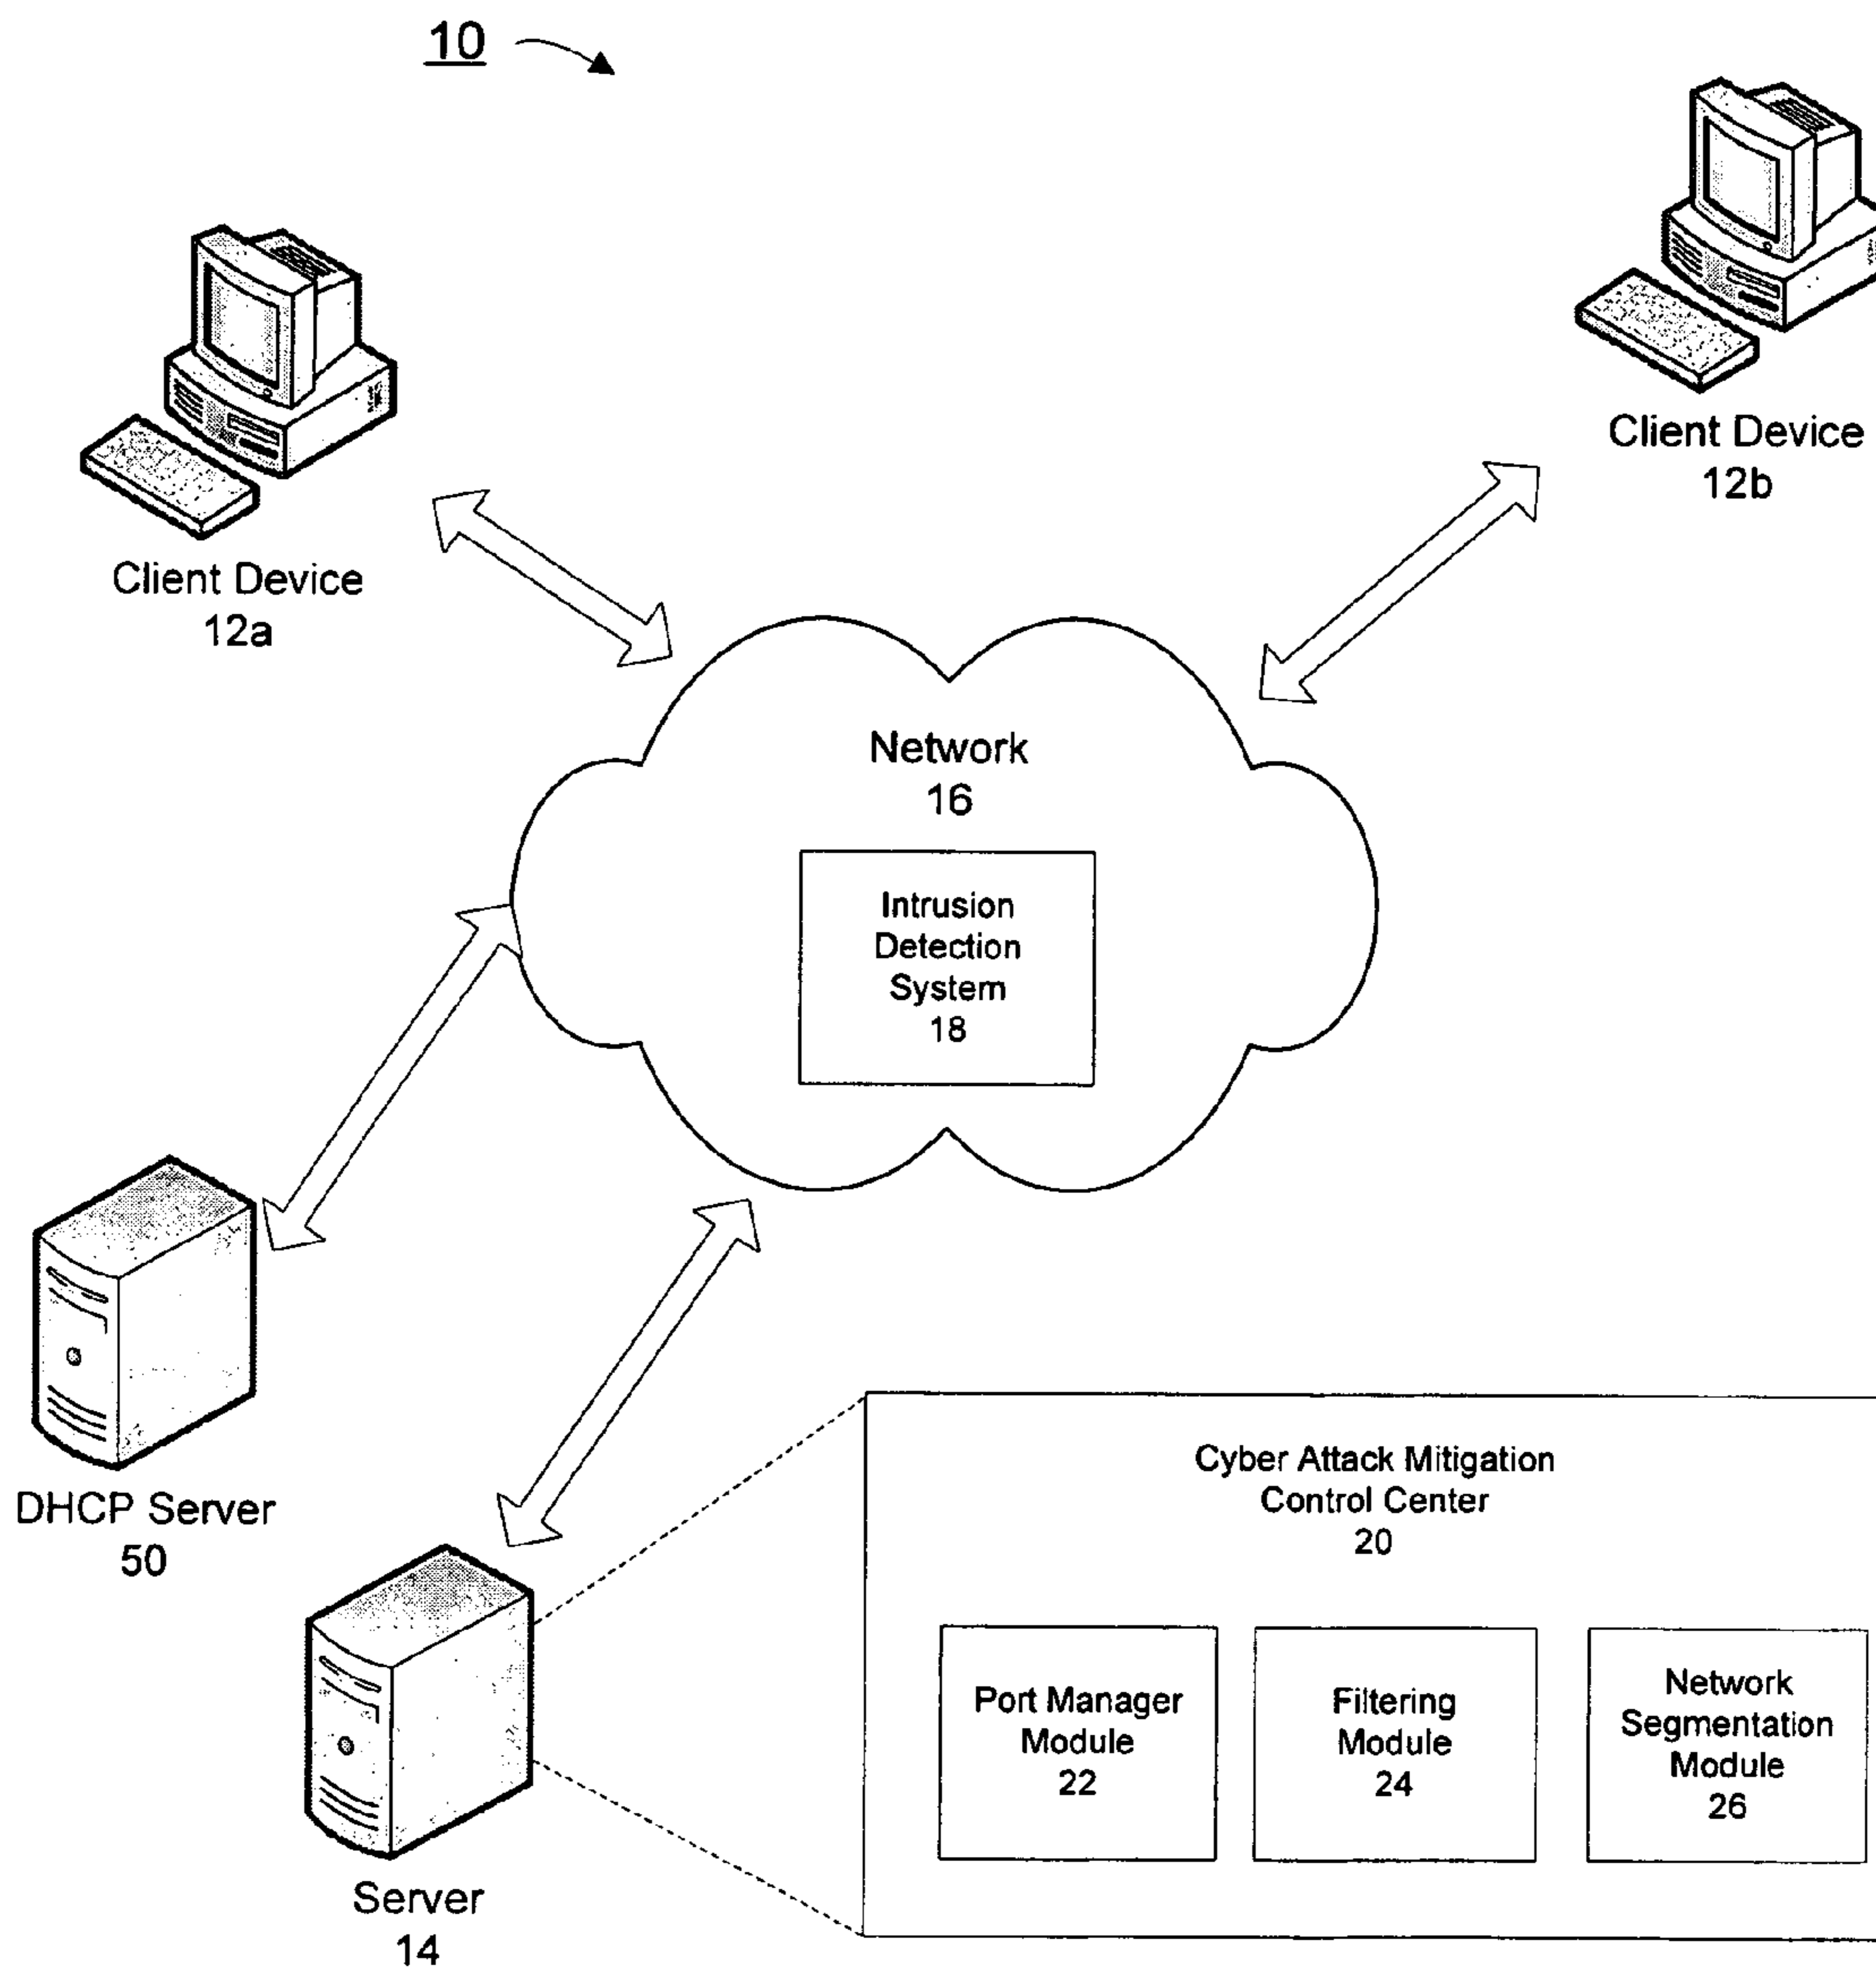 10
Client Device
12a
Client Device
12b
Network
16
Intrusion
Detection
System
18
DHCP Server
50
Server
14
Cyber Attack Mitigation
Control Center
20
Port Manager
Module
22
Filtering
Module
24
Network
Segmentation
Module
26